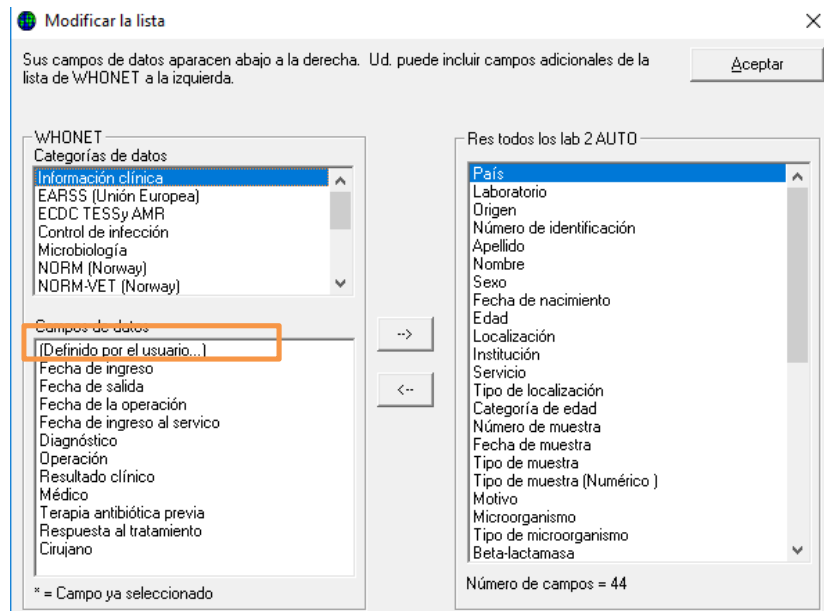 Modificar la lista
Sus campos de datos aparacen abajo a la derecha. Ud. puede incluir campos adicionales de la
lista de WHONET a la izquierda.
Aceptar
WHONET
Categorías de datos
Información clínica
EARSS (Unión Europea)
ECDC TESSy AMR
Control de infección
Microbiología
NORM (Norway)
NORM-VET (Norway)
Campos de datos
(Definido por el usuario...)
Fecha de ingreso
Fecha de salida
Fecha de la operación
Fecha de ingreso al servico
Diagnóstico
Operación
Resultado clínico
Médico
Terapia antibiótica previa
Respuesta al tratamiento
Cirujano
* = Campo ya seleccionado
-->
<--
Res todos los lab 2 AUTO
País
Laboratorio
Origen
Número de identificación
Apellido
Nombre
Sexo
Fecha de nacimiento
Edad
Localización
Institución
Servicio
Tipo de localización
Categoría de edad
Número de muestra
Fecha de muestra
Tipo de muestra
Tipo de muestra (Numérico )
Motivo
Microorganismo
Tipo de microorganismo
Beta-lactamasa
Número de campos = 44